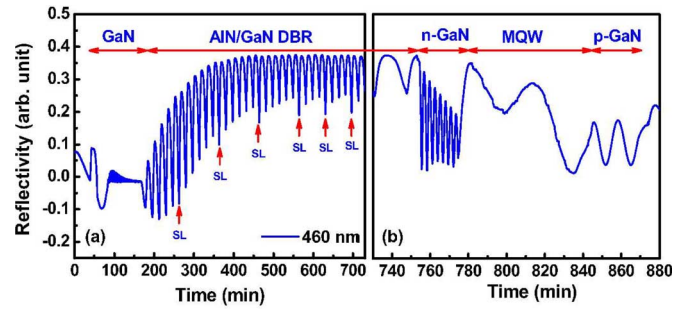 GaN AlN/GaN DBR n-GaN MQW p-GaN
Reflectivity (arb. unit)
0.5
0.4
0.3
0.2
0.1
0.0
-0.1
-0.2
SL SL SL SL SL
SL
(a) 460 nm (b)
0 100 200 300 400 500 600 700 740 760 780 800 820 840 860 880
Time (min) Time (min)